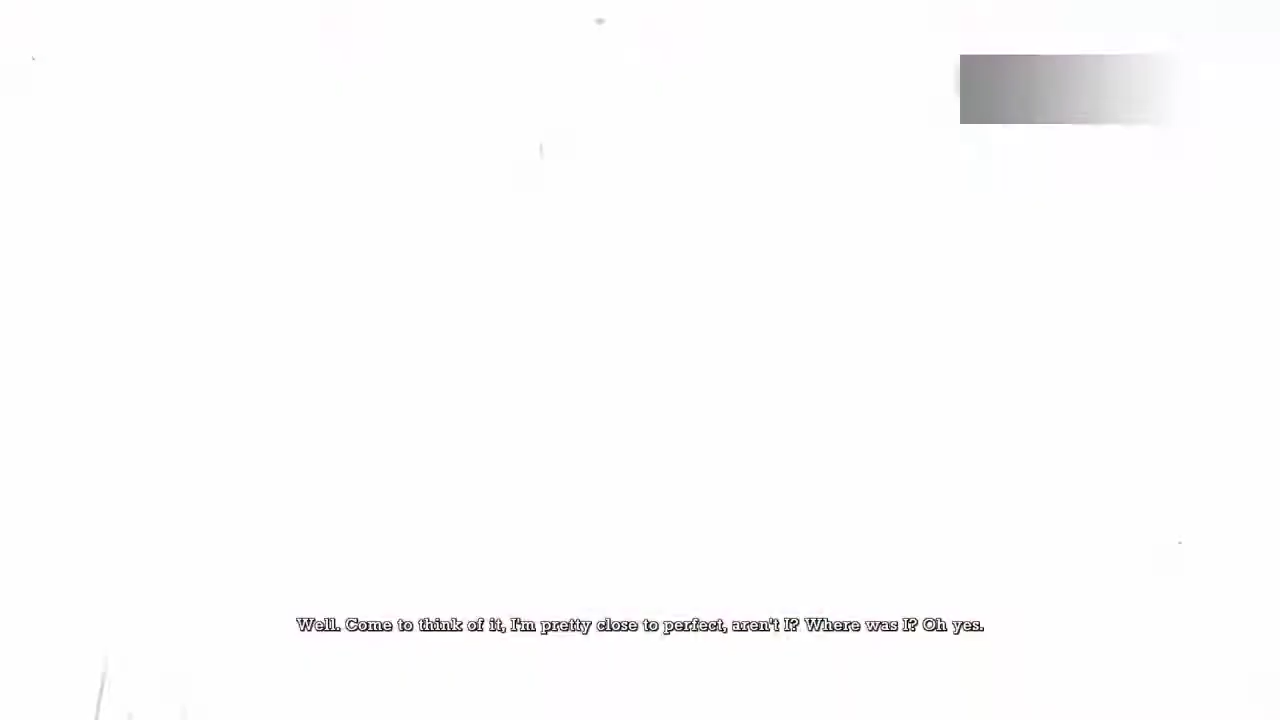 Well. Come to think of it, I'm pretty close to perfect, aren't I? Where was I? Oh yes.